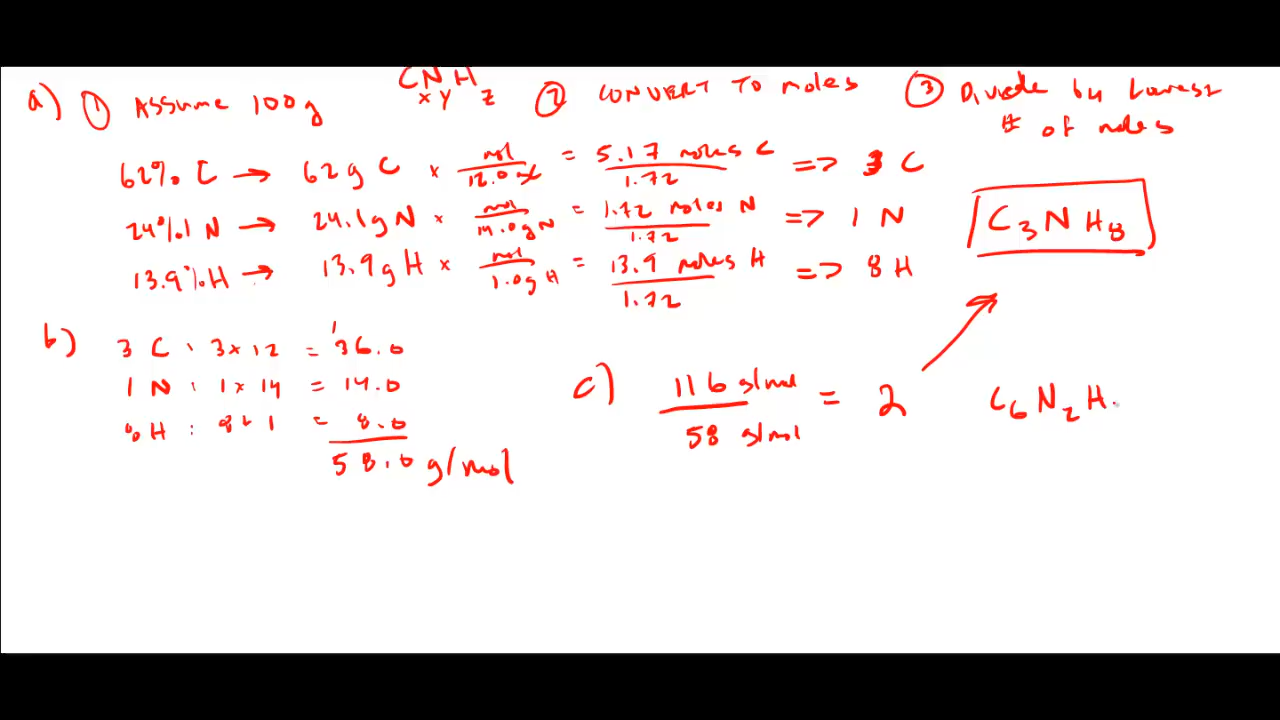 a) ① ASSUME 100g CxNyHz ② CONVERT TO moles ③ Divide by Lowest
# of moles
62% C → 62g C × mol/12.0gC = 5.17 moles C/1.72 => 3 C
24%1 N → 24.1g N × mol/14.0g N = 1.72 moles N/1.72 => 1 N
C₃NH₈
13.9% H → 13.9g H × mol/1.0g H = 13.9 moles H/1.72 => 8 H
b)
3 C : 3×12 = 36.0
1 N : 1×14 = 14.0
8 H : 8×1 = 8.0
58.0 g/mol
c) 116 g/mol/58 g/mol = 2
C₆N₂H